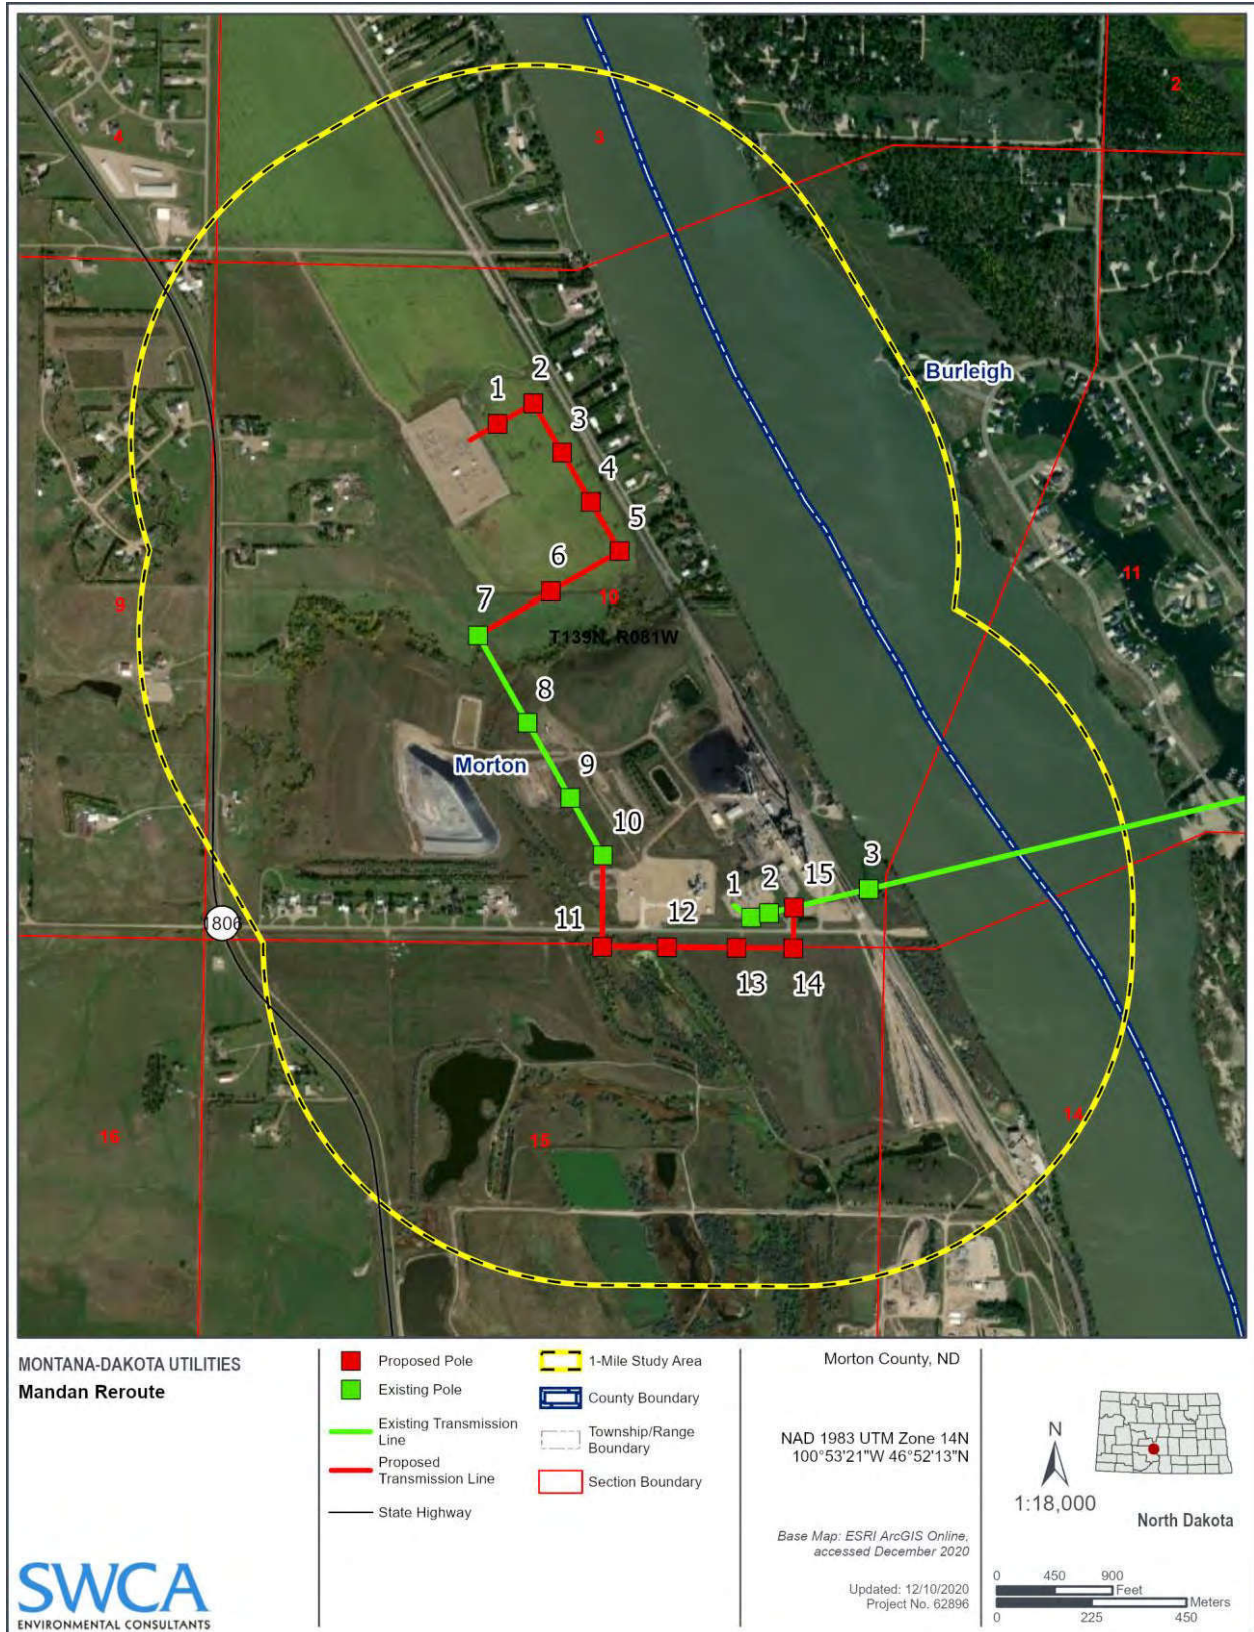 4
3
2
Burleigh
1
2
3
4
5
6
7
10
T139N, R081W
9
11
8
Morton
9
10
3
1
2
15
1806
11
12
13
14
16
15
14
MONTANA-DAKOTA UTILITIES
Mandan Reroute
SWCA
ENVIRONMENTAL CONSULTANTS
Proposed Pole
Existing Pole
Existing Transmission
Line
Proposed
Transmission Line
State Highway
1-Mile Study Area
County Boundary
Township/Range
Boundary
Section Boundary
Morton County, ND
NAD 1983 UTM Zone 14N
100°53'21"W 46°52'13"N
Base Map: ESRI ArcGIS Online,
accessed December 2020
Updated: 12/10/2020
Project No. 62896
N
1:18,000
North Dakota
0 450 900
Feet
Meters
0 225 450